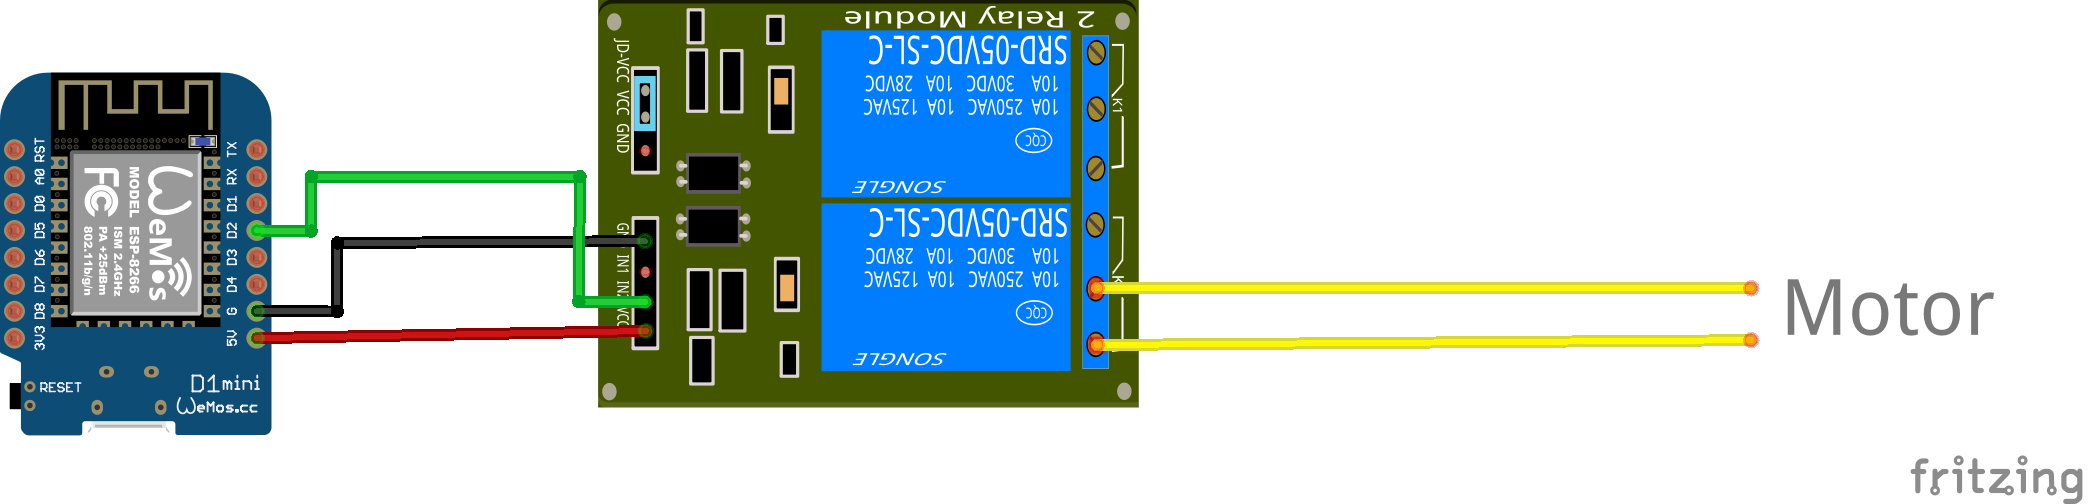 RST
A0
D0
D5
D6
D7
D8
3V3
TX
RX
D1
D2
D3
D4
G
5V
WeMos
MODEL ESP-8266
ISM 2.4GHz
PA +25dBm
802.11b/g/n
FC
RESET
D1mini
WeMos.cc
2 Relay Module
JD-VCC VCC GND
SRD-05VDC-SL-C
10A 30VDC 10A 28VDC
10A 250VAC 10A 125VAC
CQC
SONGLE
K1
IN1
VCC
SRD-05VDC-SL-C
10A 30VDC 10A 28VDC
10A 250VAC 10A 125VAC
CQC
SONGLE
Motor
fritzing